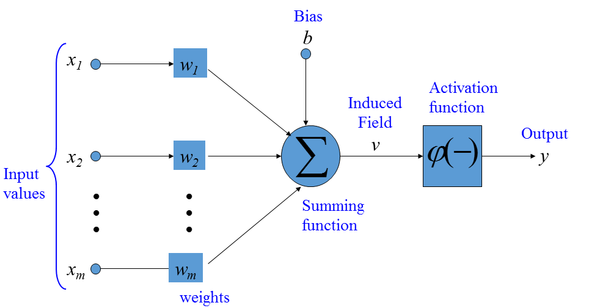 Bias
b
x1
w1
Activation
function
Induced
Field
v
Output
y
φ(−)
∑
x2
w2
Input
values
Summing
function
xm
wm
weights